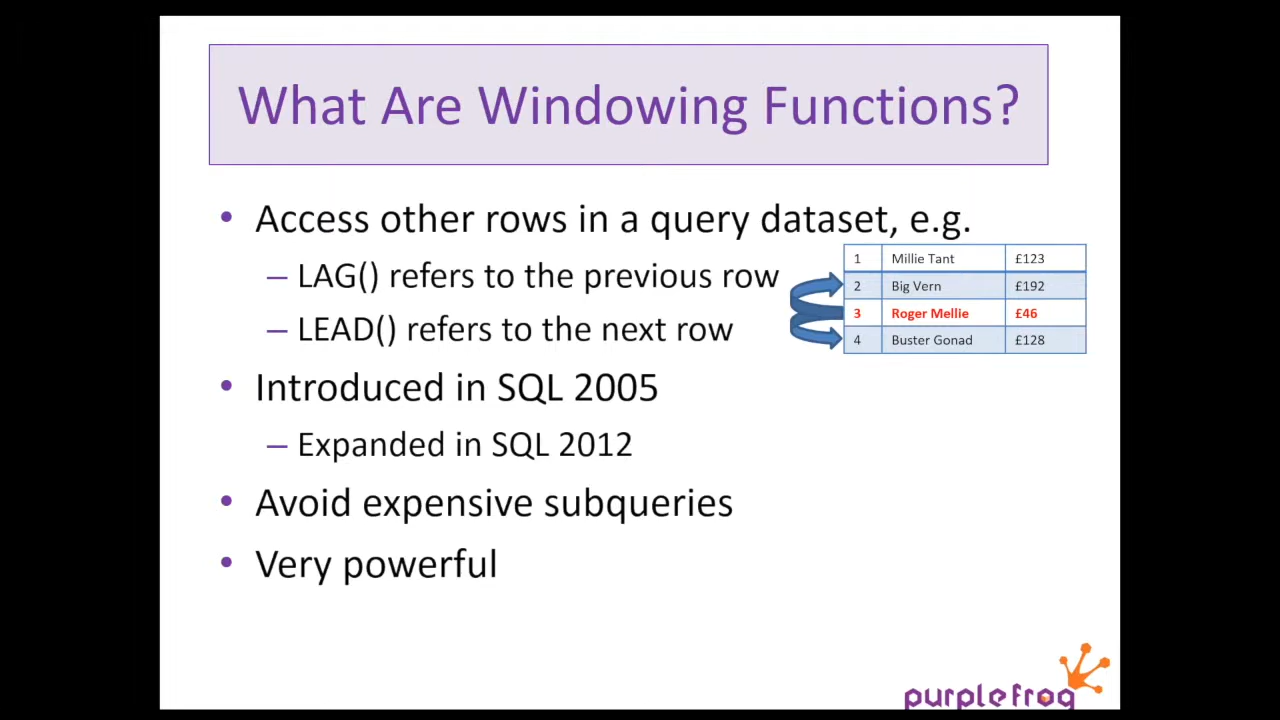 What Are Windowing Functions?
• Access other rows in a query dataset, e.g.
– LAG() refers to the previous row
– LEAD() refers to the next row
1 Millie Tant £123
2 Big Vern £192
3 Roger Mellie £46
4 Buster Gonad £128
• Introduced in SQL 2005
– Expanded in SQL 2012
• Avoid expensive subqueries
• Very powerful
purplefrog